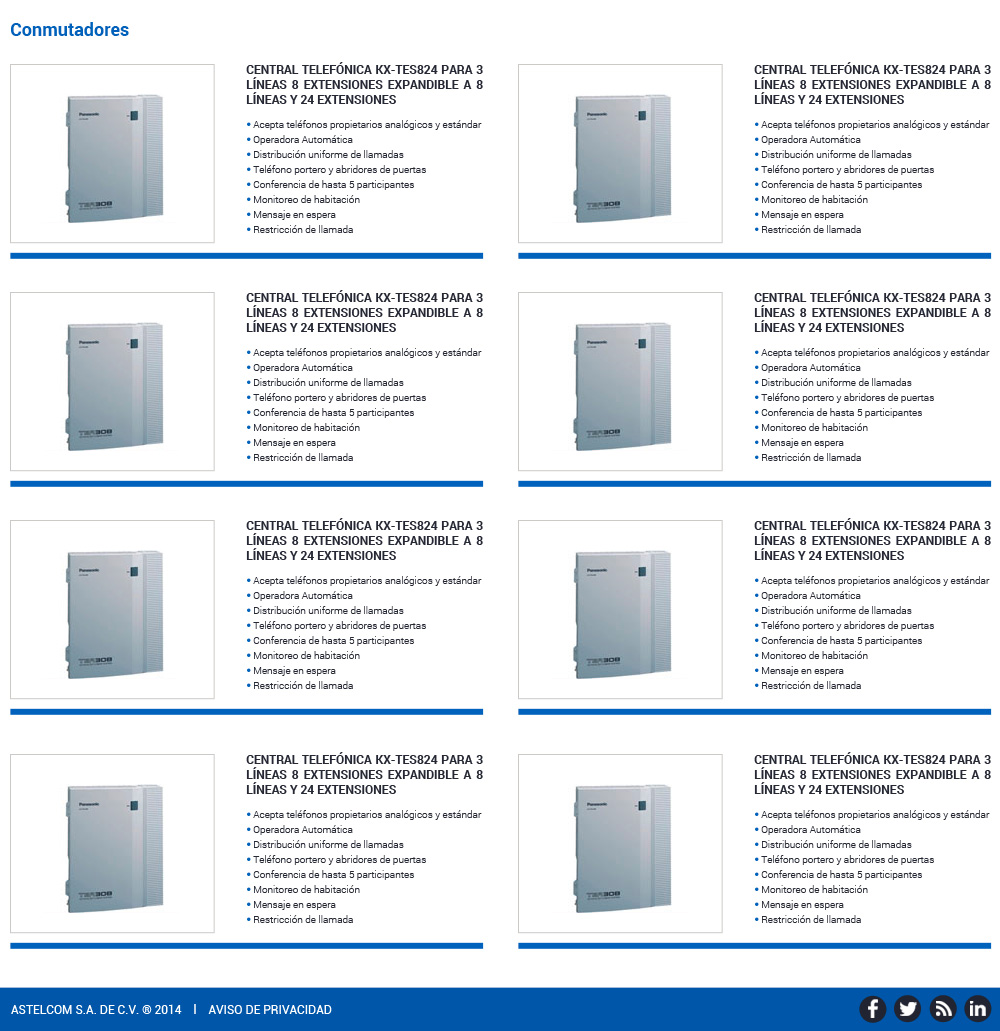 Conmutadores
CENTRAL TELEFÓNICA KX-TES824 PARA 3
LÍNEAS 8 EXTENSIONES EXPANDIBLE A 8
LÍNEAS Y 24 EXTENSIONES
• Acepta teléfonos propietarios analógicos y estándar
• Operadora Automática
• Distribución uniforme de llamadas
• Teléfono portero y abridores de puertas
• Conferencia de hasta 5 participantes
• Monitoreo de habitación
• Mensaje en espera
• Restricción de llamada
Panasonic
TER308
CENTRAL TELEFÓNICA KX-TES824 PARA 3
LÍNEAS 8 EXTENSIONES EXPANDIBLE A 8
LÍNEAS Y 24 EXTENSIONES
• Acepta teléfonos propietarios analógicos y estándar
• Operadora Automática
• Distribución uniforme de llamadas
• Teléfono portero y abridores de puertas
• Conferencia de hasta 5 participantes
• Monitoreo de habitación
• Mensaje en espera
• Restricción de llamada
Panasonic
TER308
CENTRAL TELEFÓNICA KX-TES824 PARA 3
LÍNEAS 8 EXTENSIONES EXPANDIBLE A 8
LÍNEAS Y 24 EXTENSIONES
• Acepta teléfonos propietarios analógicos y estándar
• Operadora Automática
• Distribución uniforme de llamadas
• Teléfono portero y abridores de puertas
• Conferencia de hasta 5 participantes
• Monitoreo de habitación
• Mensaje en espera
• Restricción de llamada
Panasonic
TER308
CENTRAL TELEFÓNICA KX-TES824 PARA 3
LÍNEAS 8 EXTENSIONES EXPANDIBLE A 8
LÍNEAS Y 24 EXTENSIONES
• Acepta teléfonos propietarios analógicos y estándar
• Operadora Automática
• Distribución uniforme de llamadas
• Teléfono portero y abridores de puertas
• Conferencia de hasta 5 participantes
• Monitoreo de habitación
• Mensaje en espera
• Restricción de llamada
Panasonic
TER308
CENTRAL TELEFÓNICA KX-TES824 PARA 3
LÍNEAS 8 EXTENSIONES EXPANDIBLE A 8
LÍNEAS Y 24 EXTENSIONES
• Acepta teléfonos propietarios analógicos y estándar
• Operadora Automática
• Distribución uniforme de llamadas
• Teléfono portero y abridores de puertas
• Conferencia de hasta 5 participantes
• Monitoreo de habitación
• Mensaje en espera
• Restricción de llamada
Panasonic
TER308
CENTRAL TELEFÓNICA KX-TES824 PARA 3
LÍNEAS 8 EXTENSIONES EXPANDIBLE A 8
LÍNEAS Y 24 EXTENSIONES
• Acepta teléfonos propietarios analógicos y estándar
• Operadora Automática
• Distribución uniforme de llamadas
• Teléfono portero y abridores de puertas
• Conferencia de hasta 5 participantes
• Monitoreo de habitación
• Mensaje en espera
• Restricción de llamada
Panasonic
TER308
CENTRAL TELEFÓNICA KX-TES824 PARA 3
LÍNEAS 8 EXTENSIONES EXPANDIBLE A 8
LÍNEAS Y 24 EXTENSIONES
• Acepta teléfonos propietarios analógicos y estándar
• Operadora Automática
• Distribución uniforme de llamadas
• Teléfono portero y abridores de puertas
• Conferencia de hasta 5 participantes
• Monitoreo de habitación
• Mensaje en espera
• Restricción de llamada
Panasonic
TER308
CENTRAL TELEFÓNICA KX-TES824 PARA 3
LÍNEAS 8 EXTENSIONES EXPANDIBLE A 8
LÍNEAS Y 24 EXTENSIONES
• Acepta teléfonos propietarios analógicos y estándar
• Operadora Automática
• Distribución uniforme de llamadas
• Teléfono portero y abridores de puertas
• Conferencia de hasta 5 participantes
• Monitoreo de habitación
• Mensaje en espera
• Restricción de llamada
Panasonic
TER308
ASTELCOM S.A. DE C.V. ® 2014 | AVISO DE PRIVACIDAD